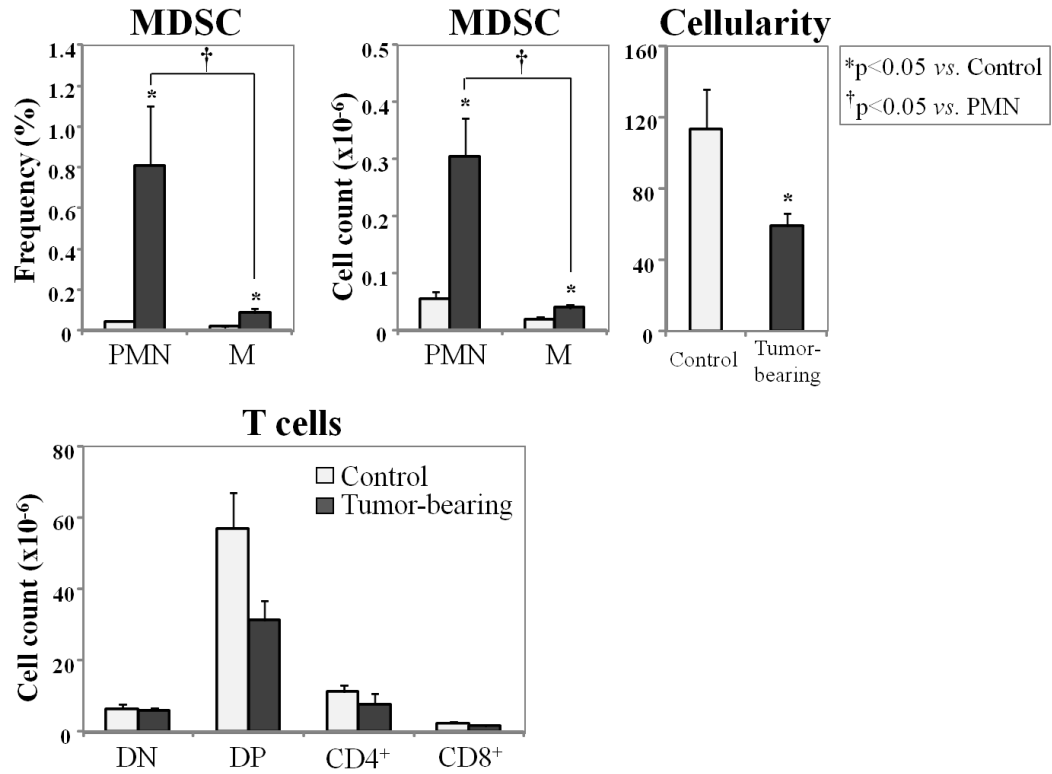 MDSC
MDSC
Cellularity
Frequency (%)
1.4
1.2
1.0
0.8
0.6
0.4
0.2
0
†
*
*
PMN
M
Cell count (x10-6)
0.5
0.4
0.3
0.2
0.1
0
†
*
*
PMN
M
160
120
80
40
0
*
Control
Tumor-
bearing
*p<0.05 vs. Control
†p<0.05 vs. PMN
T cells
Cell count (x10-6)
80
60
40
20
0
Control
Tumor-bearing
DN
DP
CD4+
CD8+